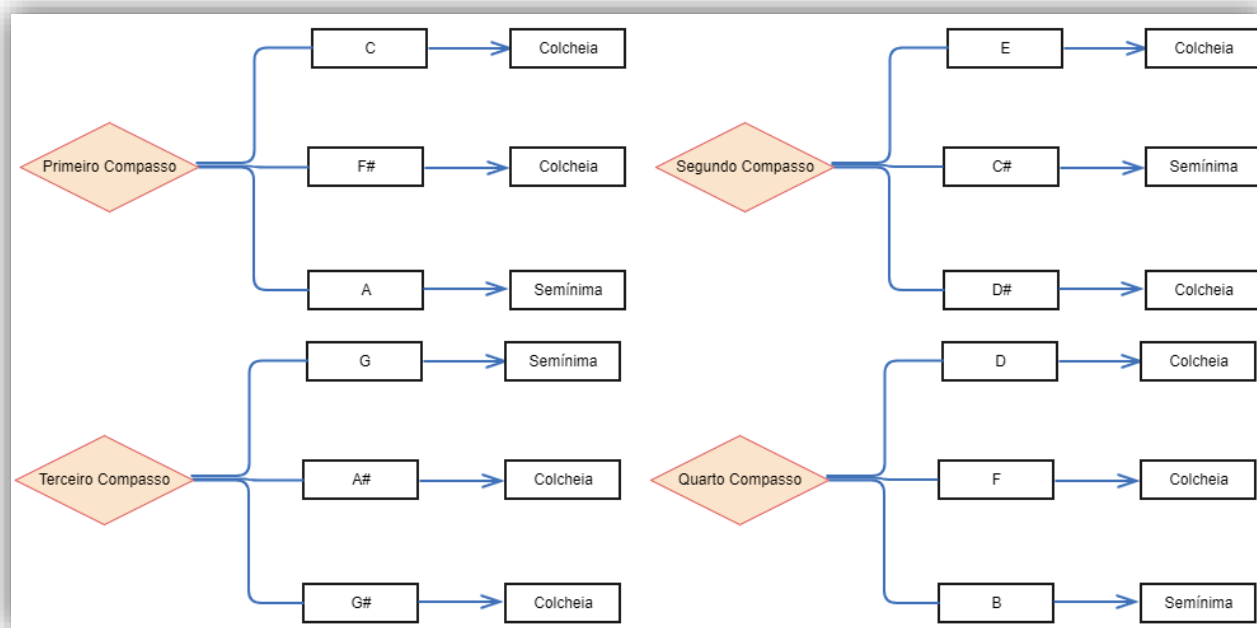 Primeiro Compasso
C
Colcheia
F#
Colcheia
A
Semínima
Segundo Compasso
E
Colcheia
C#
Semínima
D#
Colcheia
Terceiro Compasso
G
Semínima
A#
Colcheia
G#
Colcheia
Quarto Compasso
D
Colcheia
F
Colcheia
B
Semínima